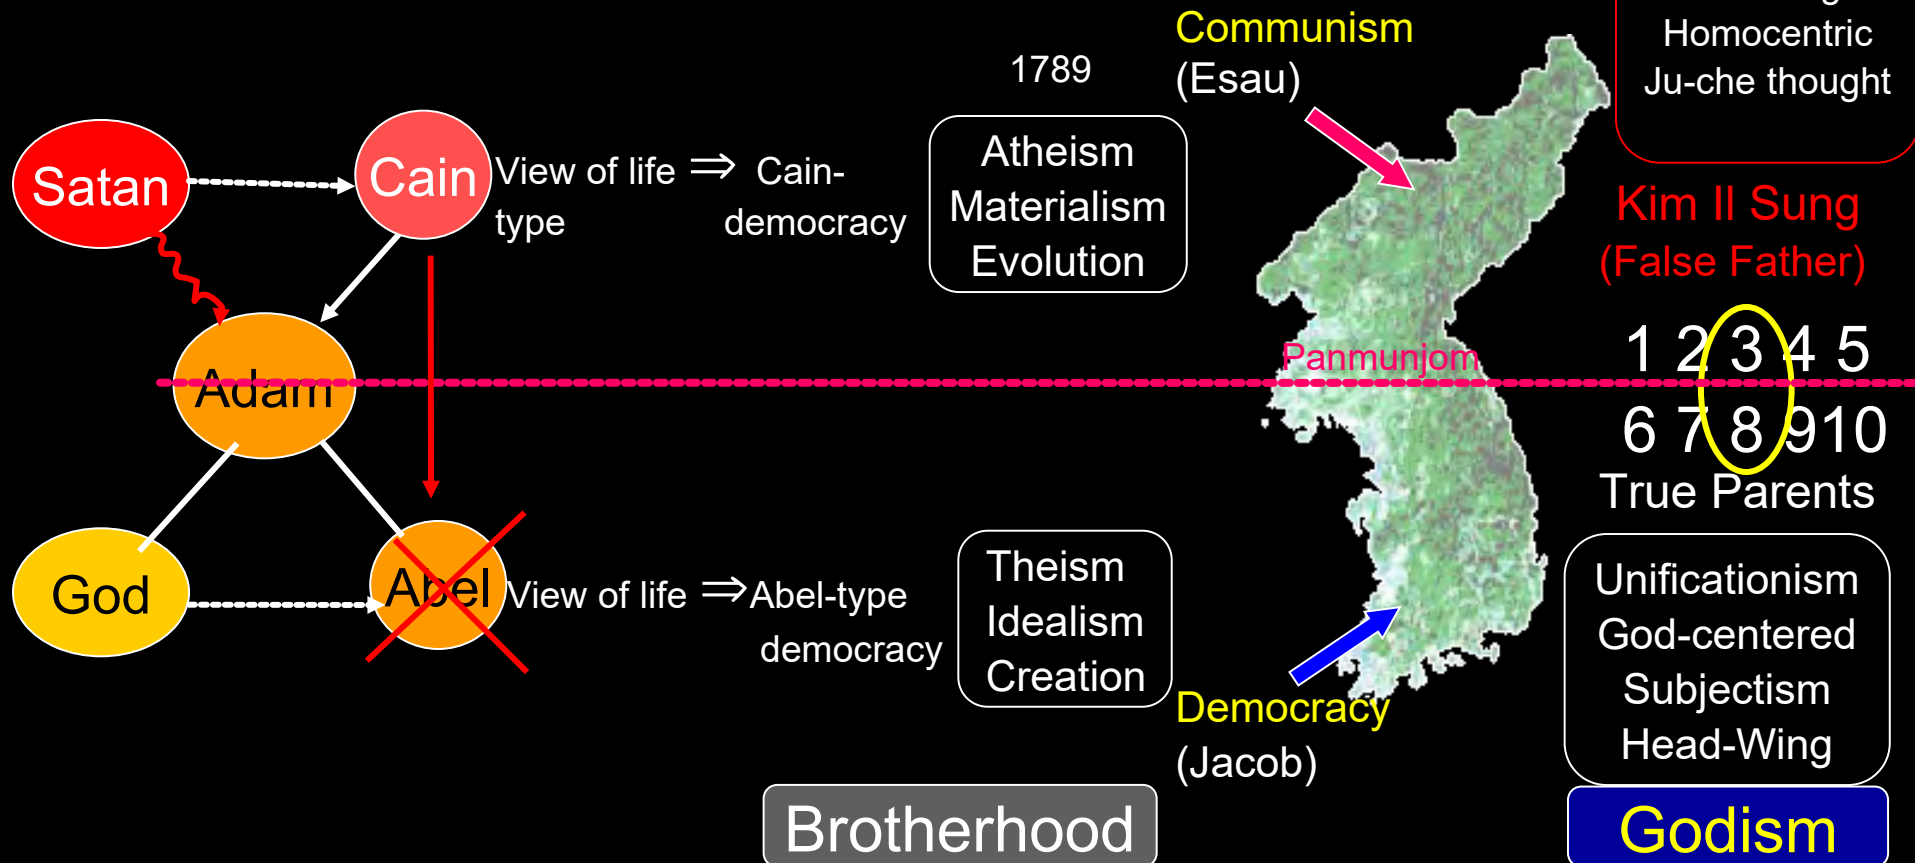 Homocentric
Ju-che thought
Communism
(Esau)
1789
Satan
Cain
View of life ⇒ Cain-
type democracy
Atheism
Materialism
Evolution
Kim Il Sung
(False Father)
1 2 3 4 5
Panmunjom
Adam
6 7 8 9 10
True Parents
God
Abel
View of life ⇒ Abel-type
democracy
Theism
Idealism
Creation
Unificationism
God-centered
Subjectism
Head-Wing
Democracy
(Jacob)
Brotherhood
Godism